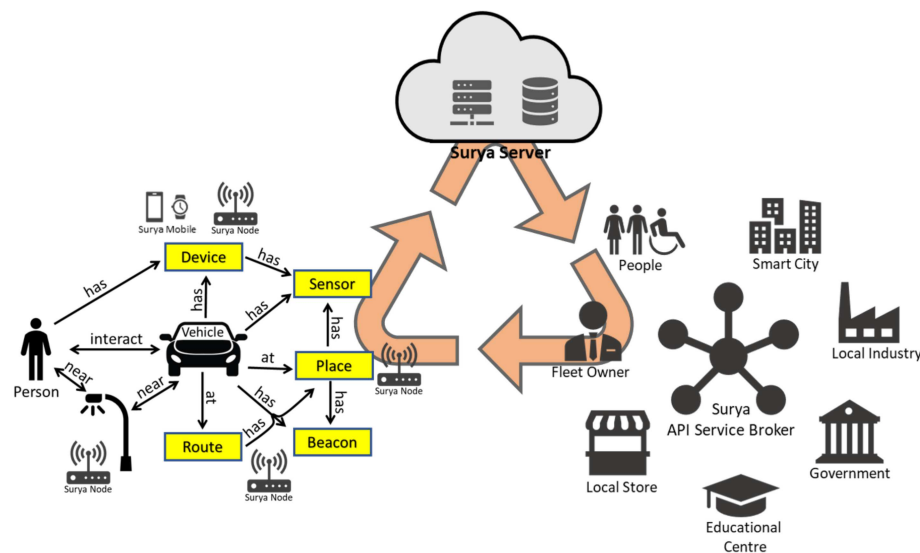 Surya Server
Surya Mobile
Surya Node
Device
has
has
has
has
Sensor
People
Smart City
Vehicle
interact
has
Person
near
near
at
Place
Surya Node
at
has
has
has
Route
Beacon
Surya Node
Surya Node
Fleet Owner
Local Industry
Surya
API Service Broker
Local Store
Government
Educational
Centre